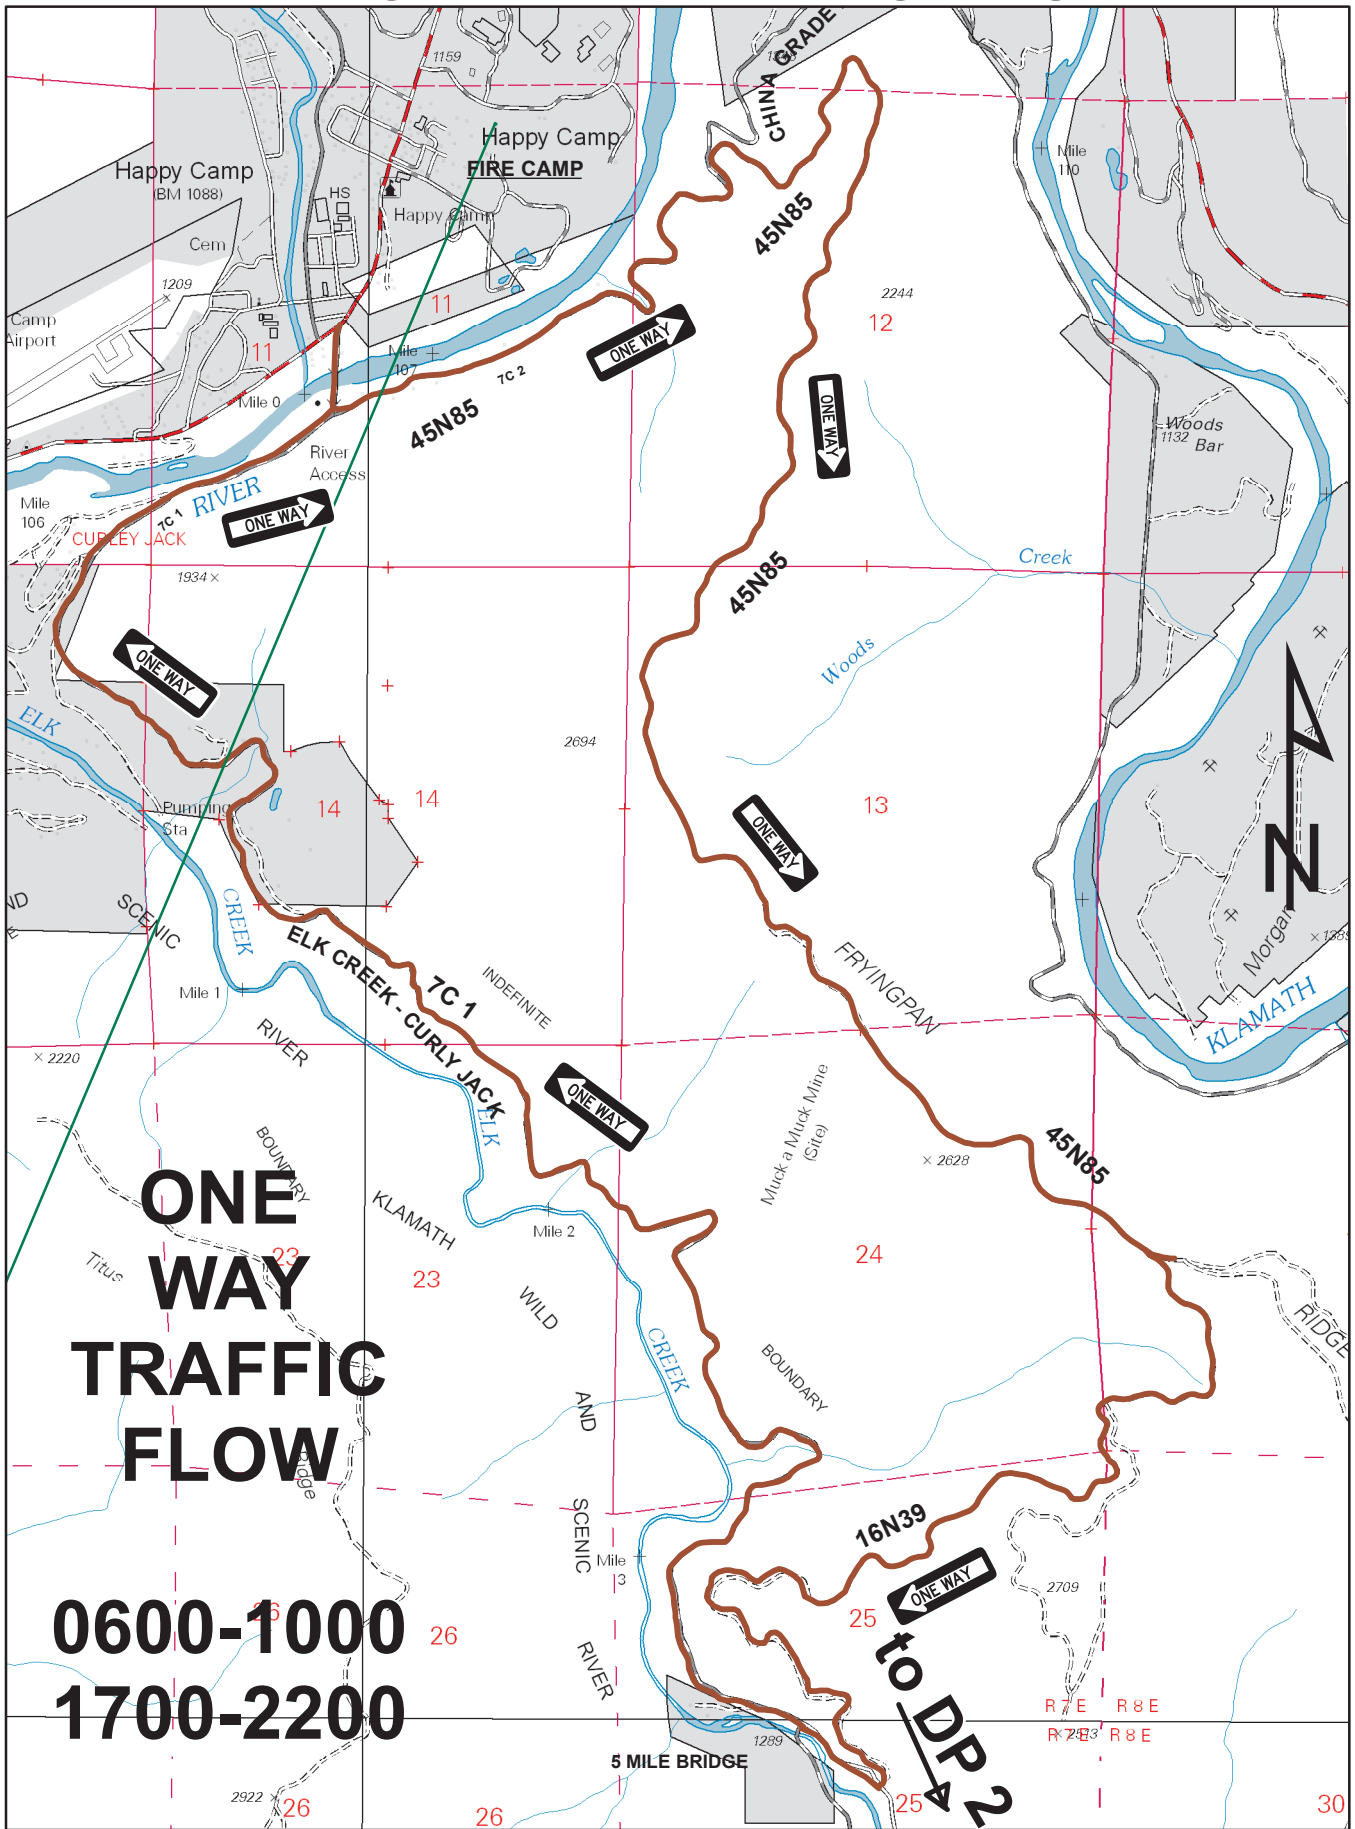 1159
CHINA GRADE
Happy Camp
FIRE CAMP
Happy Camp
(BM 1088)
HS
Happy Camp
Cem
Mile
110
45N85
1209
11
2244
12
Camp
Airport
11
ONE WAY
Mile
107
7C 2
Mile 0
45N85
ONE WAY
Woods
1132
Bar
River
Access
RIVER
Mile
106
7C 1
ONE WAY
CURLEY JACK
1934
45N85
Creek
Woods
ONE WAY
ELK
2694
14
14
13
Pumping
Sta
ONE WAY
N
SCENIC
CREEK
ELK CREEK - CURLY JACK
7C 1
INDEFINITE
FRYINGPAN
Morgan
Mile 1
RIVER
KLAMATH
2220
ONE WAY
ELK
Muck a Muck Mine
(Site)
2628
45N85
BOUNDARY
ONE
WAY
TRAFFIC
FLOW
KLAMATH
Mile 2
Titus
23
23
24
WILD
RIDGE
CREEK
BOUNDARY
AND
Ridge
SCENIC
16N39
Mile
3
ONE WAY
2709
0600-1000
1700-2200
26
26
25
to DP 2
RIVER
R 7 E
R 8 E
R 7 E
2513
R 8 E
1289
5 MILE BRIDGE
2922
26
26
25
30